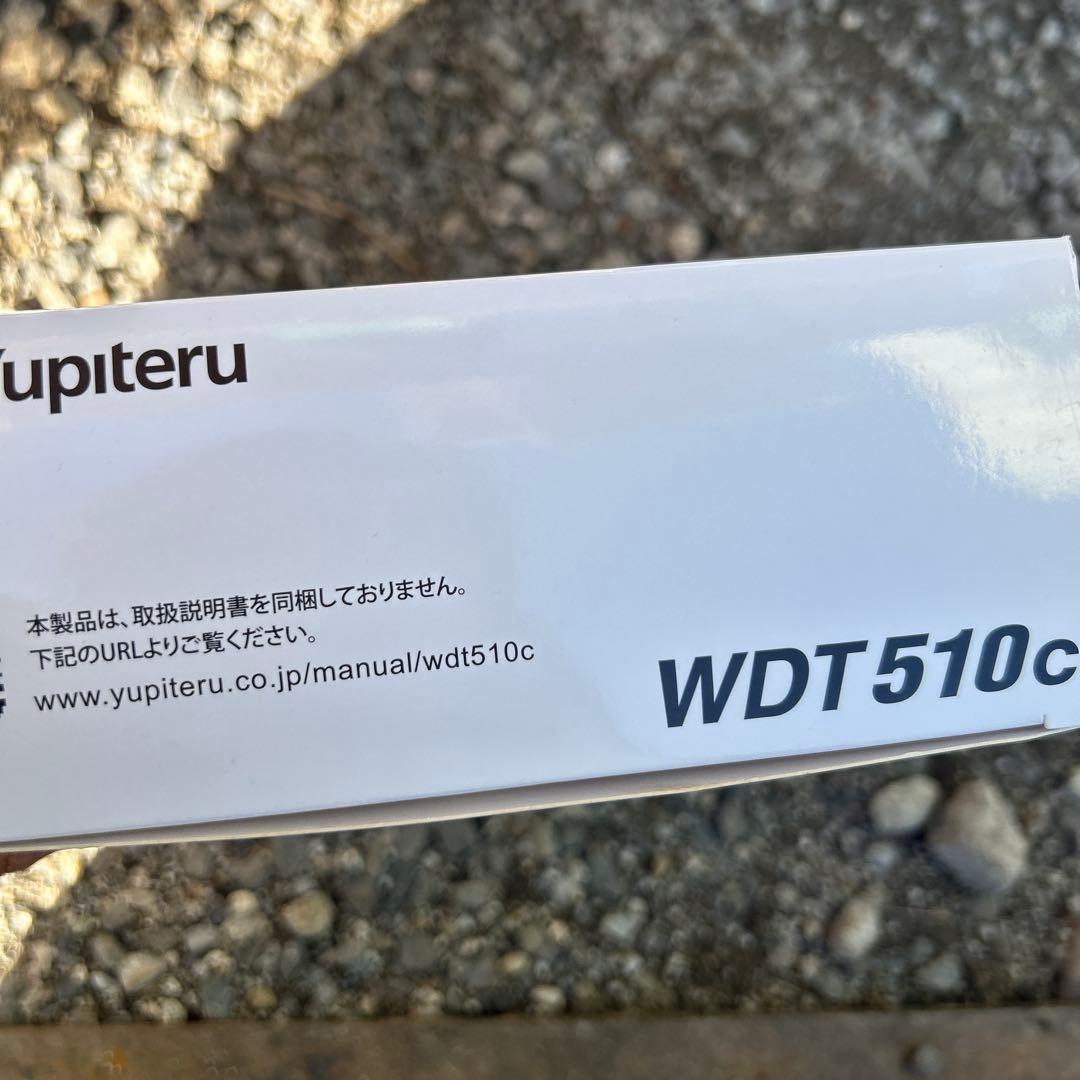 Yupiteru
本製品は、取扱説明書を同梱しておりません。
下記のURLよりご覧ください。
www.yupiteru.co.jp/manual/wdt510c
WDT510c